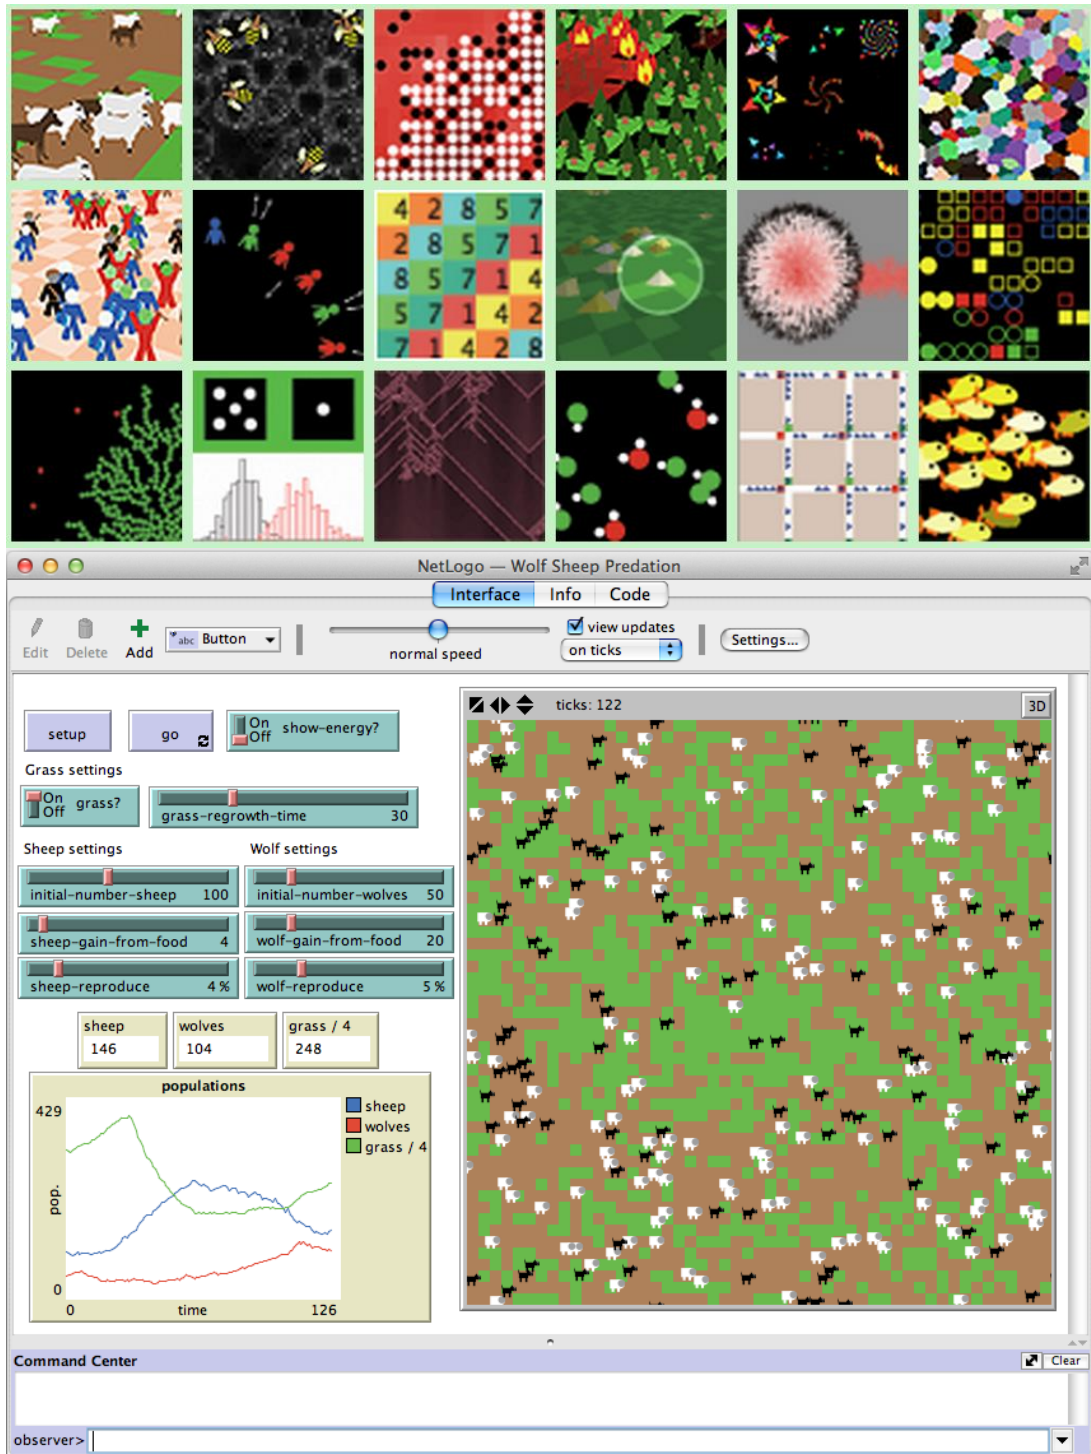 4 2 8 5 7
2 8 5 7 1
8 5 7 1 4
5 7 1 4 2
7 1 4 2 8
NetLogo — Wolf Sheep Predation
Interface Info Code
Edit Delete Add abc Button
normal speed
view updates
on ticks
Settings...
ticks: 122
3D
setup
go
On
Off
show-energy?
Grass settings
On
Off
grass?
grass-regrowth-time 30
Sheep settings Wolf settings
initial-number-sheep 100
initial-number-wolves 50
sheep-gain-from-food 4
wolf-gain-from-food 20
sheep-reproduce 4 %
wolf-reproduce 5 %
sheep
146
wolves
104
grass / 4
248
populations
429
pop.
0
0 time 126
sheep
wolves
grass / 4
Command Center
Clear
observer>